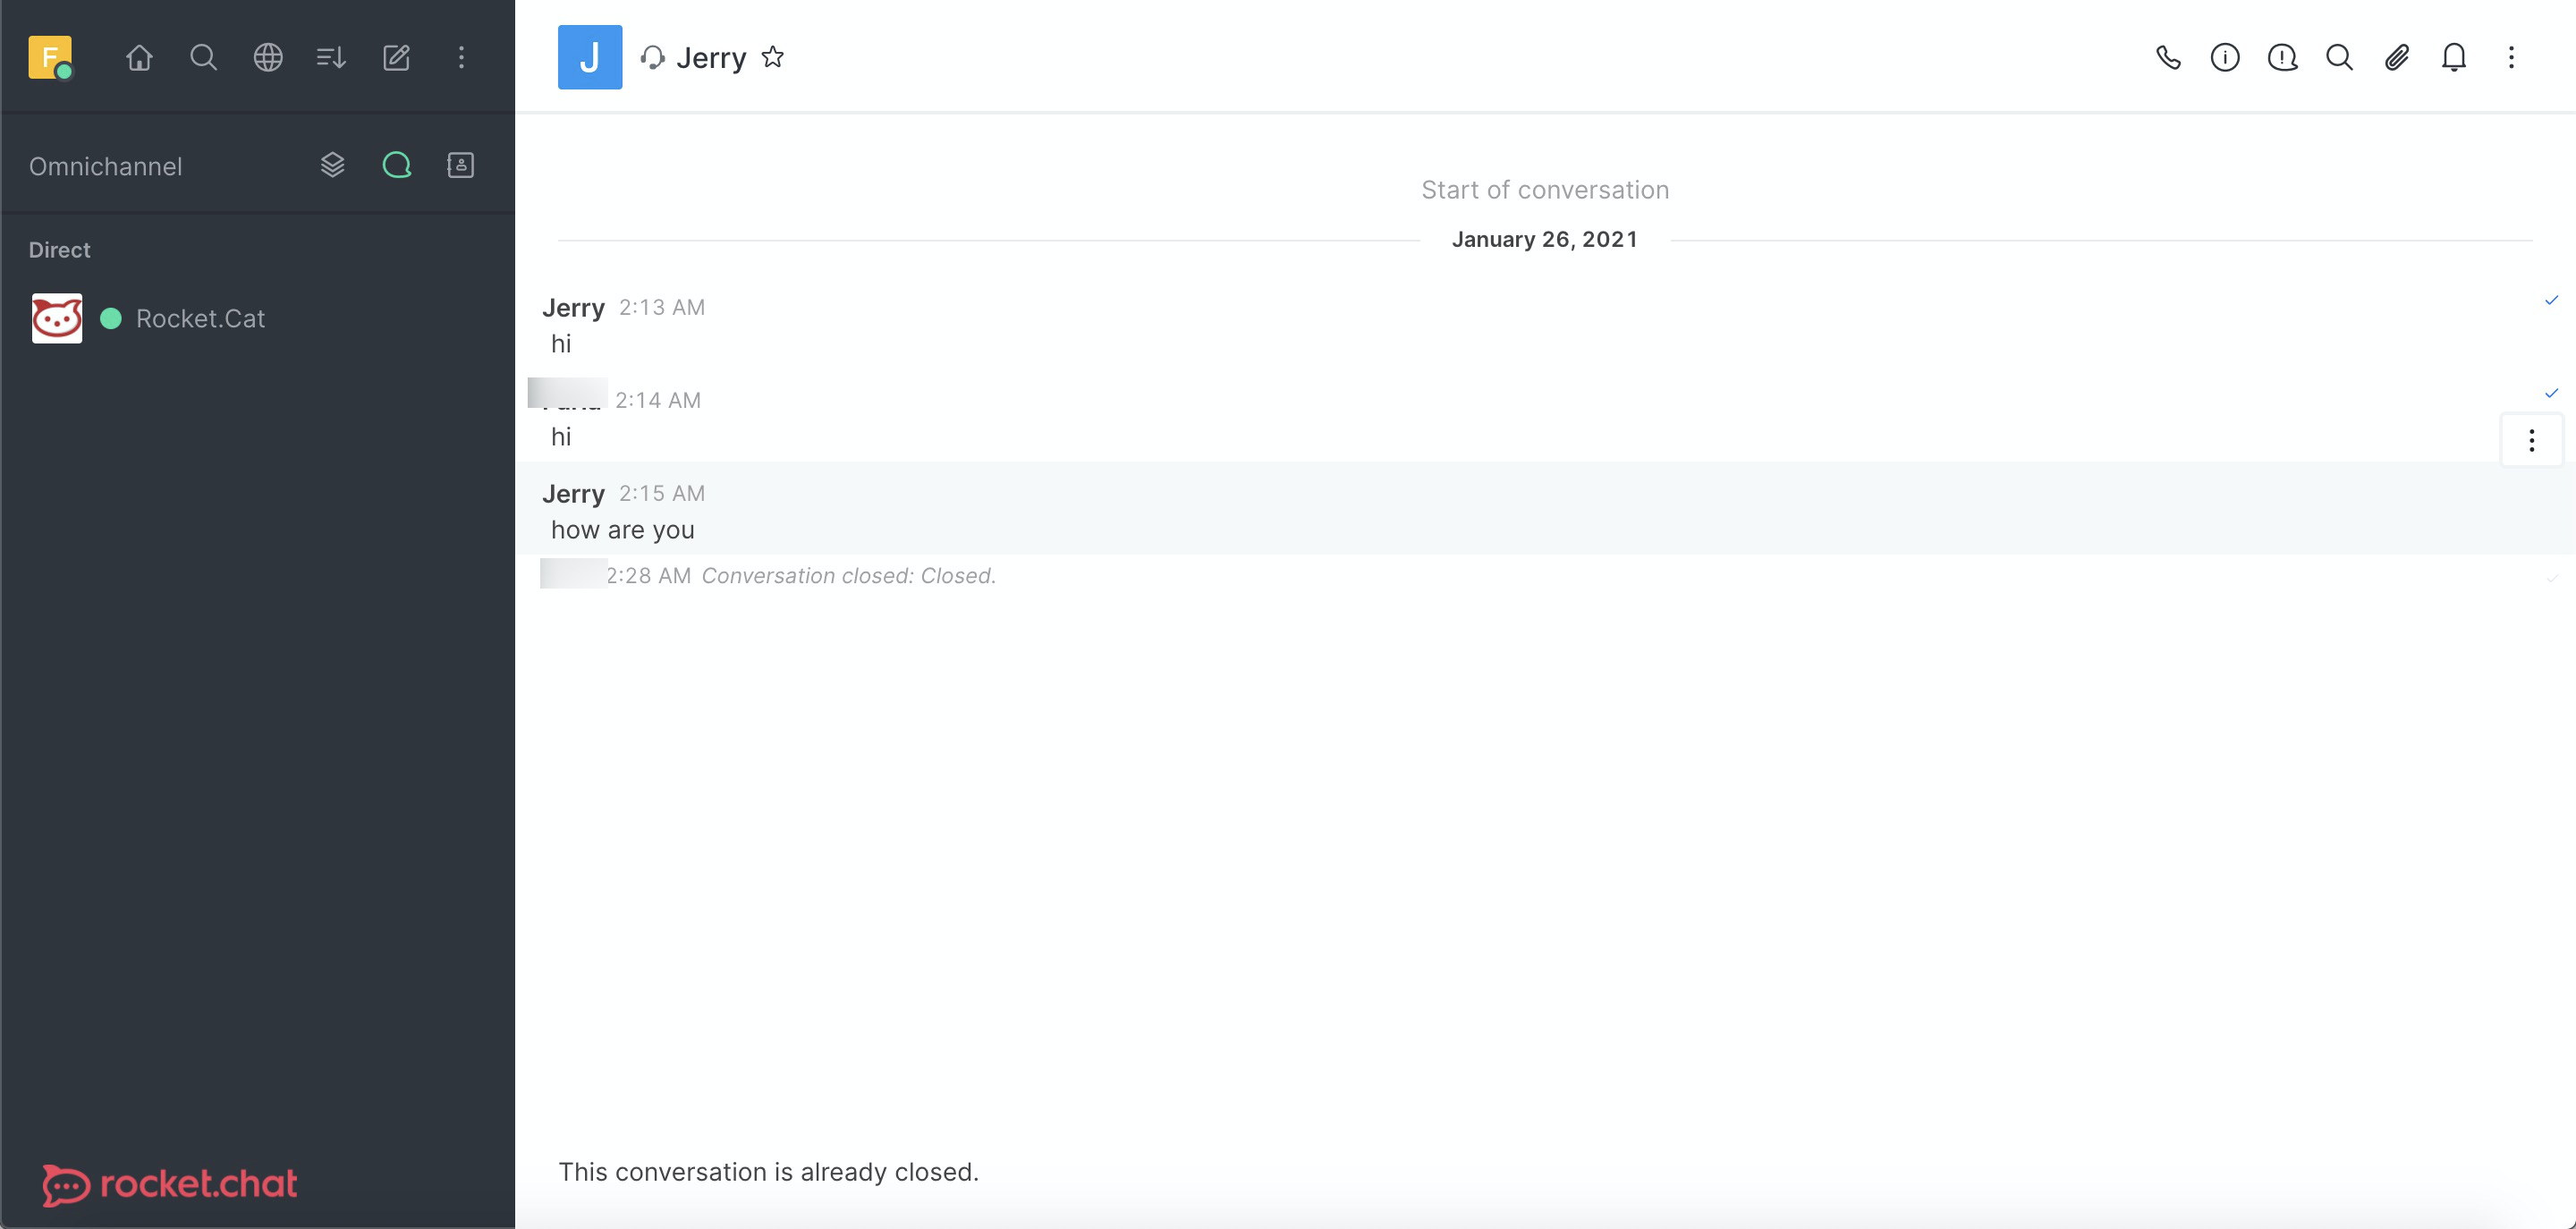 F
J
Jerry
Omnichannel
Direct
Rocket.Cat
Start of conversation
January 26, 2021
Jerry 2:13 AM
hi
2:14 AM
hi
Jerry 2:15 AM
how are you
2:28 AM Conversation closed: Closed.
This conversation is already closed.
rocket.chat